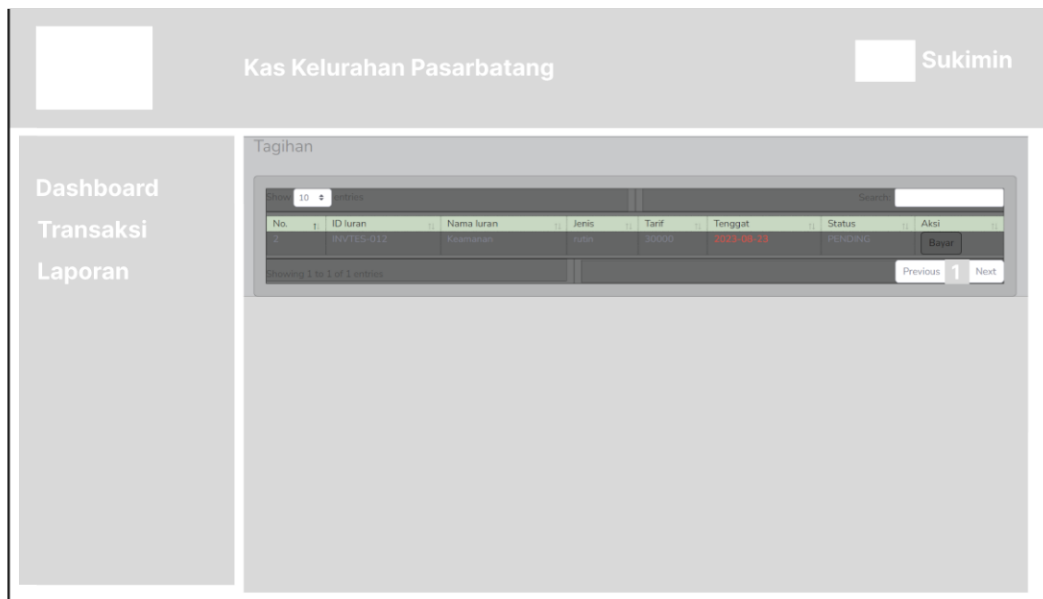 Kas Kelurahan Pasarbatang
Sukimin
Dashboard
Transaksi
Laporan
Tagihan
Show 10 entries Search:
No. ID Iuran Nama Iuran Jenis Tarif Tenggat Status Aksi
2 INVTES-012 Keamanan rutin 30000 2023-08-23 PENDING Bayar
Showing 1 to 1 of 1 entries Previous 1 Next